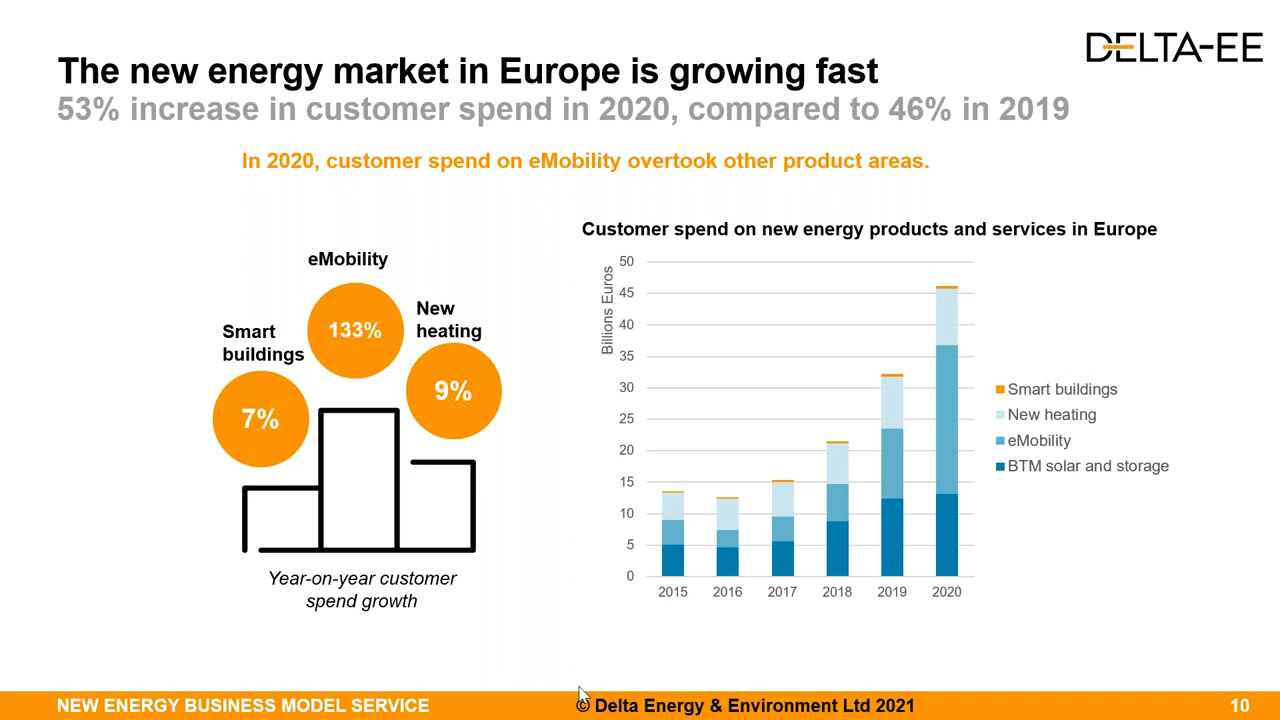 DELTA-EE
The new energy market in Europe is growing fast
53% increase in customer spend in 2020, compared to 46% in 2019
In 2020, customer spend on eMobility overtook other product areas.
eMobility
133%
New
heating
9%
Smart
buildings
7%
Year-on-year customer
spend growth
Customer spend on new energy products and services in Europe
Billions Euros
50
45
40
35
30
25
20
15
10
5
0
2015 2016 2017 2018 2019 2020
Smart buildings
New heating
eMobility
BTM solar and storage
NEW ENERGY BUSINESS MODEL SERVICE © Delta Energy & Environment Ltd 2021 10